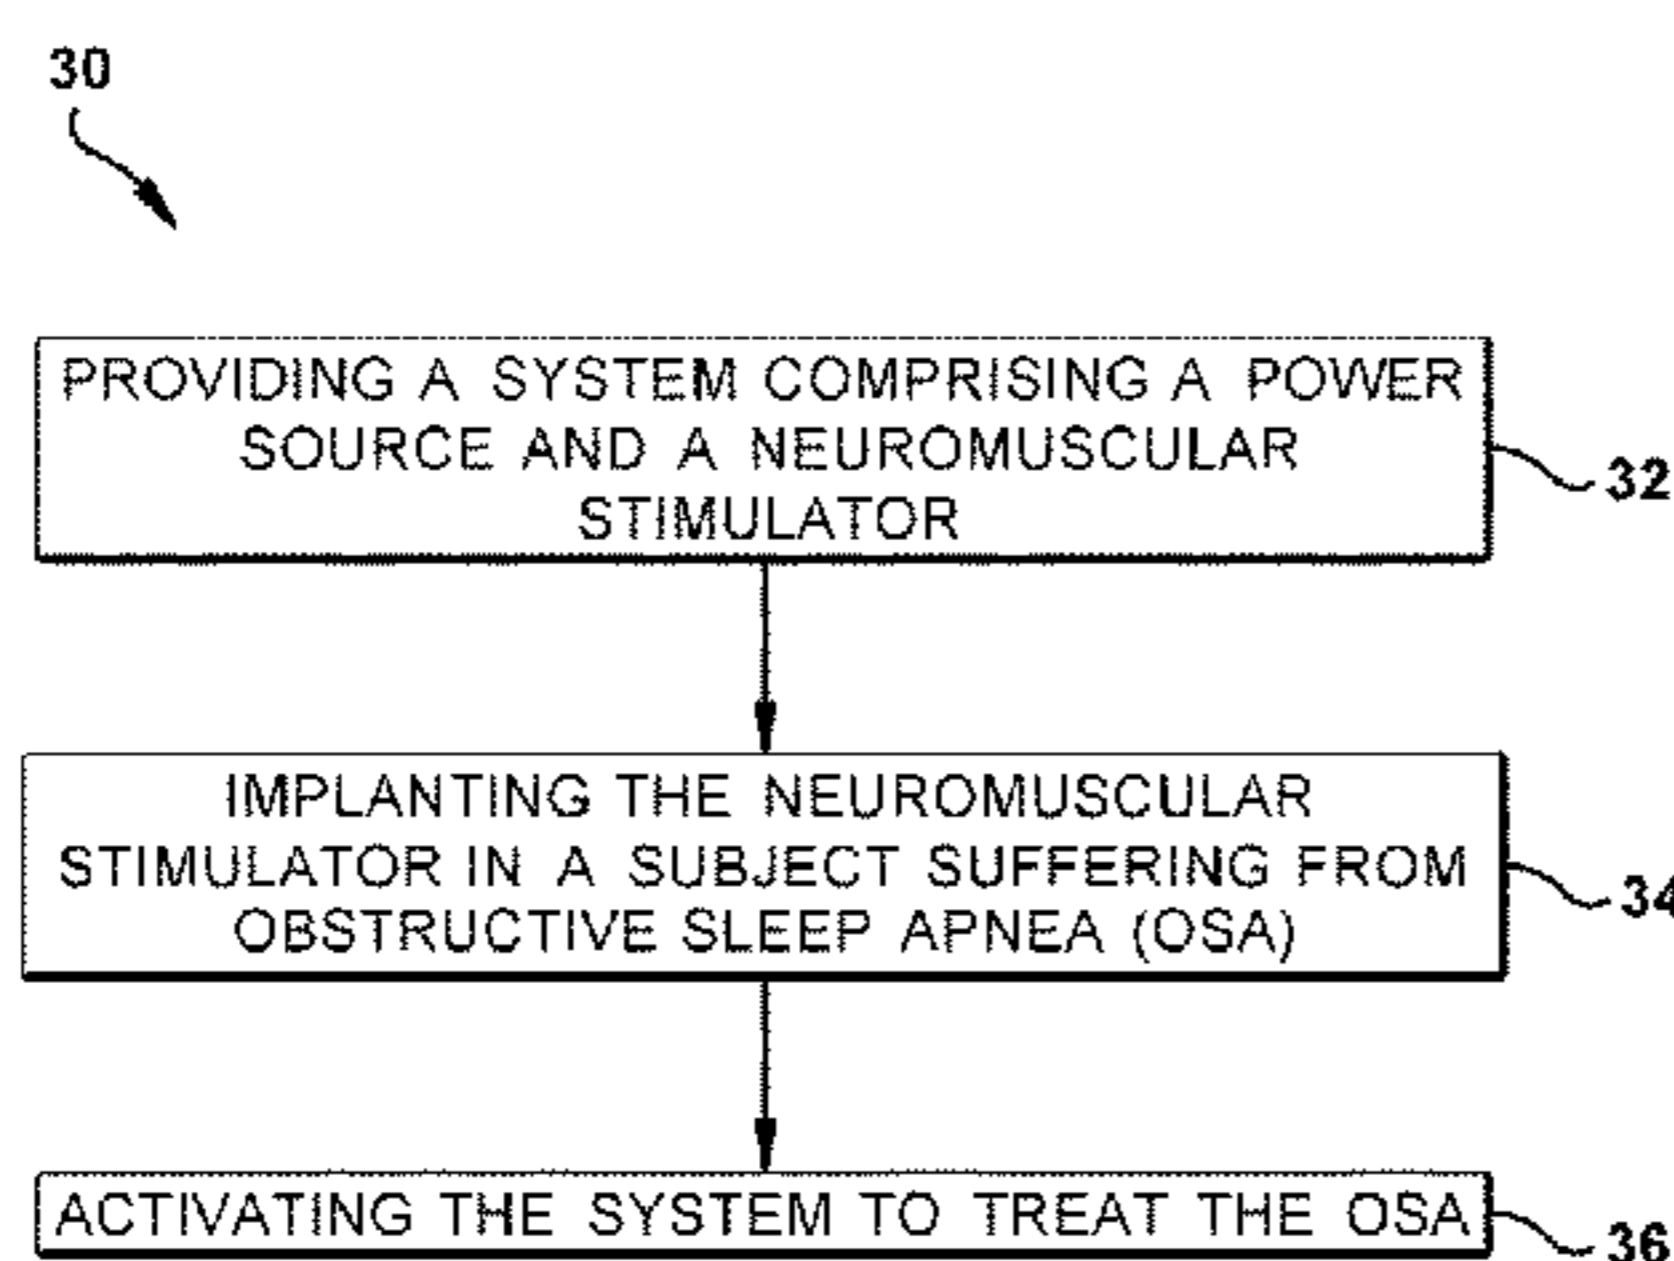 30
PROVIDING A SYSTEM COMPRISING A POWER
SOURCE AND A NEUROMUSCULAR
STIMULATOR
32
IMPLANTING THE NEUROMUSCULAR
STIMULATOR IN A SUBJECT SUFFERING FROM
OBSTRUCTIVE SLEEP APNEA (OSA)
34
ACTIVATING THE SYSTEM TO TREAT THE OSA
36